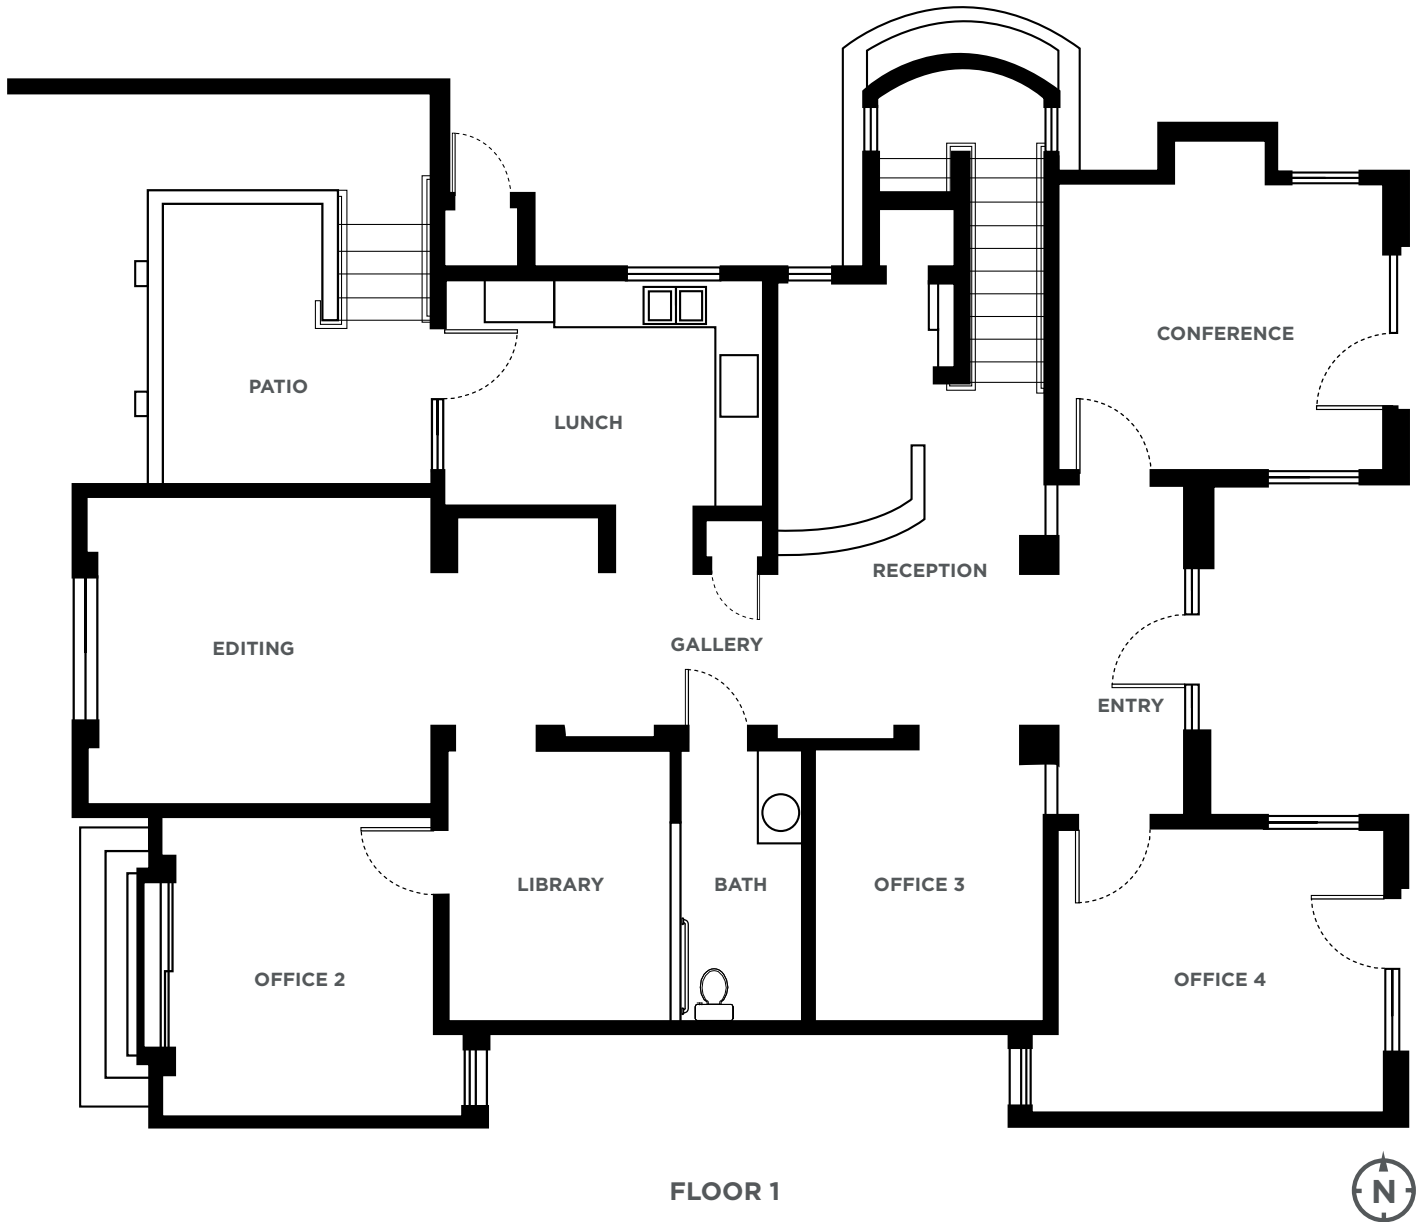 CONFERENCE
PATIO
LUNCH
RECEPTION
EDITING
GALLERY
ENTRY
LIBRARY
BATH
OFFICE 3
OFFICE 2
OFFICE 4
FLOOR 1
N